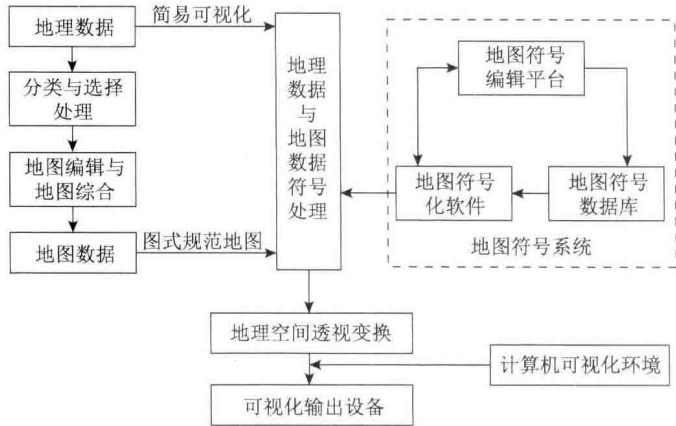 地理数据
简易可视化
分类与选择
处理
地图编辑与
地图综合
地图数据
图式规范地图
地理
数据
与
地图
数据
符号
处理
地图符号
编辑平台
地图符号
化软件
地图符号
数据库
地图符号系统
地理空间透视变换
计算机可视化环境
可视化输出设备